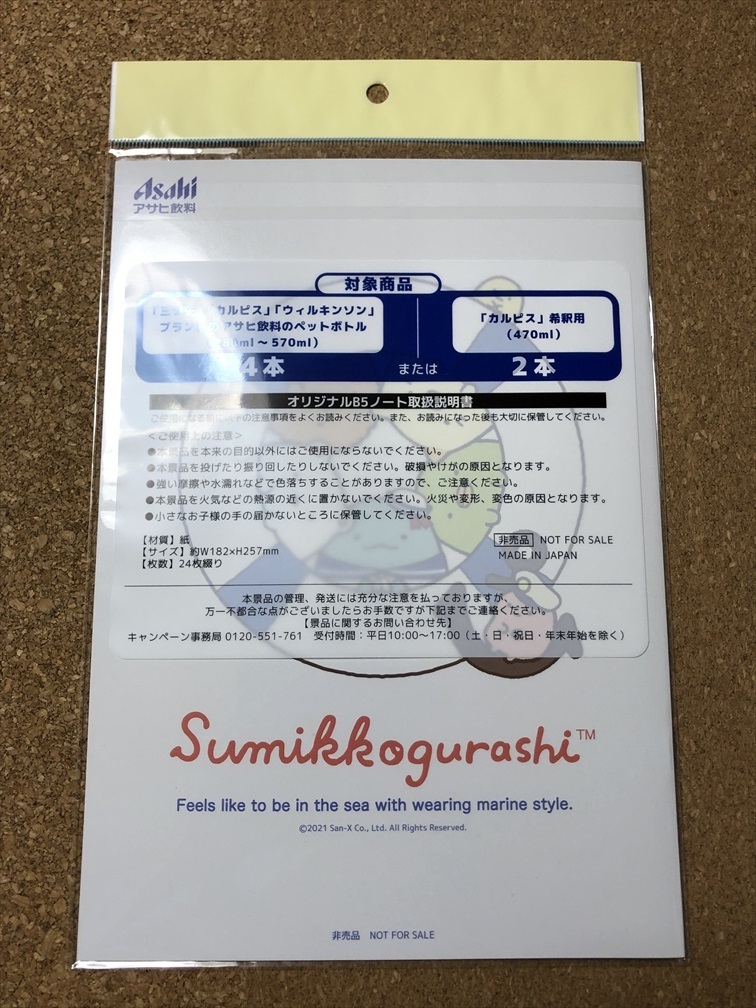 Asahi
アサヒ飲料
対象商品
「カルピス」「ウィルキンソン」
アサヒ飲料のペットボトル
ml～570ml）
4本
または
「カルピス」希釈用
（470ml）
2本
オリジナルB5ノート取扱説明書
ご使用になる前に以下の注意事項をよくお読みください。また、お読みになった後も大切に保管してください。
＜ご使用上の注意＞
●本景品を本来の目的以外にはご使用にならないでください。
●本景品を投げたり振り回したりしないでください。破損やけがの原因となります。
●強い摩擦や水濡れなどで色落ちすることがありますので、ご注意ください。
●本景品を火気などの熱源の近くに置かないでください。火災や変形、変色の原因となります。
●小さなお子様の手の届かないところに保管してください。
【材質】紙
【サイズ】約W182×H257mm
【枚数】24枚綴り
非売品 NOT FOR SALE
MADE IN JAPAN
本景品の管理、発送には充分な注意を払っておりますが、
万一不都合な点がございましたらお手数ですが下記までご連絡ください。
【景品に関するお問い合わせ先】
キャンペーン事務局 0120-551-761 受付時間：平日10:00～17:00（土・日・祝日・年末年始を除く）
Sumikkogurashi™
Feels like to be in the sea with wearing marine style.
©2021 San-X Co., Ltd. All Rights Reserved.
非売品 NOT FOR SALE